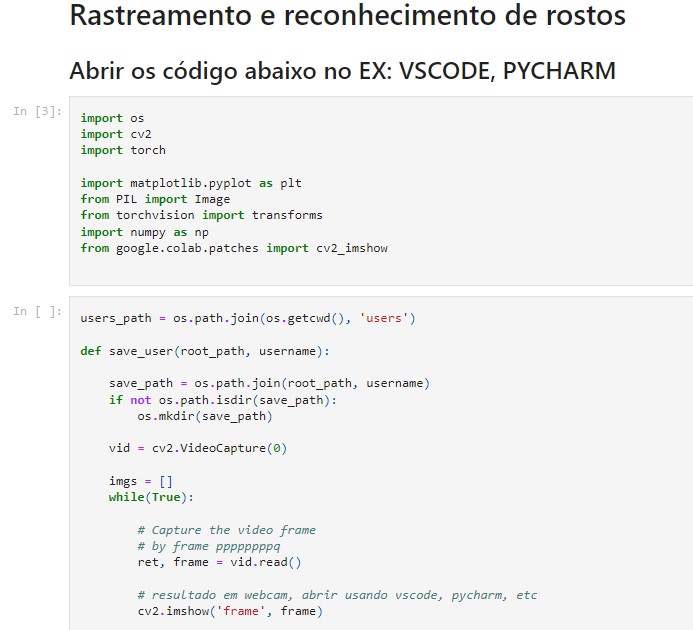 Rastreamento e reconhecimento de rostos
Abrir os código abaixo no EX: VSCODE, PYCHARM
In [3]:
import os
import cv2
import torch
import matplotlib.pyplot as plt
from PIL import Image
from torchvision import transforms
import numpy as np
from google.colab.patches import cv2_imshow
In [ ]:
users_path = os.path.join(os.getcwd(), 'users')
def save_user(root_path, username):
    save_path = os.path.join(root_path, username)
    if not os.path.isdir(save_path):
        os.mkdir(save_path)
    vid = cv2.VideoCapture(0)
    imgs = []
    while(True):
        # Capture the video frame
        # by frame ppppppppq
        ret, frame = vid.read()
        # resultado em webcam, abrir usando vscode, pycharm, etc
        cv2.imshow('frame', frame)